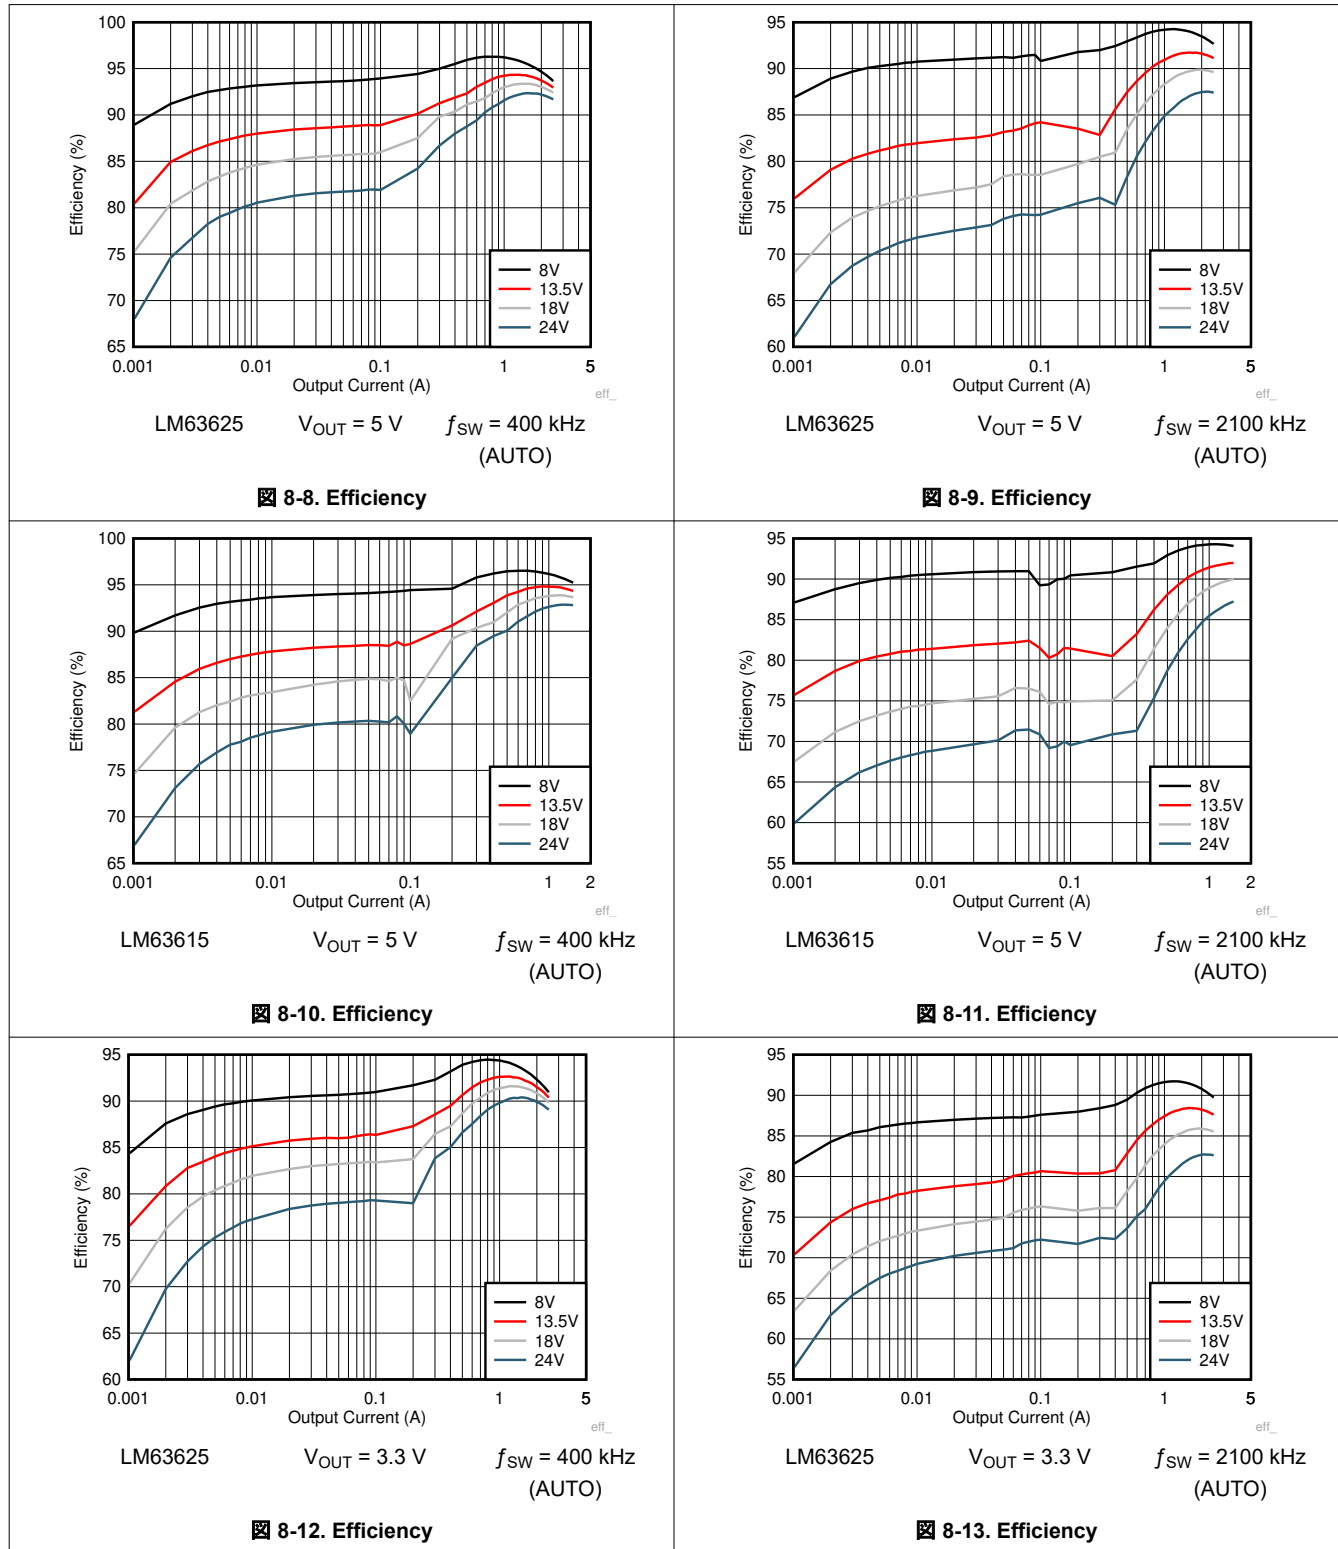 100
95
90
85
80
75
70
65
Efficiency (%)
8V
13.5V
18V
24V
0.001 0.01 0.1 1 5
Output Current (A)
eff_
LM63625 VOUT = 5 V ƒSW = 400 kHz
(AUTO)
図 8-8. Efficiency
95
90
85
80
75
70
65
60
Efficiency (%)
8V
13.5V
18V
24V
0.001 0.01 0.1 1 5
Output Current (A)
eff_
LM63625 VOUT = 5 V ƒSW = 2100 kHz
(AUTO)
図 8-9. Efficiency
100
95
90
85
80
75
70
65
Efficiency (%)
8V
13.5V
18V
24V
0.001 0.01 0.1 1 2
Output Current (A)
eff_
LM63615 VOUT = 5 V ƒSW = 400 kHz
(AUTO)
図 8-10. Efficiency
95
90
85
80
75
70
65
60
55
Efficiency (%)
8V
13.5V
18V
24V
0.001 0.01 0.1 1 2
Output Current (A)
eff_
LM63615 VOUT = 5 V ƒSW = 2100 kHz
(AUTO)
図 8-11. Efficiency
95
90
85
80
75
70
65
60
Efficiency (%)
8V
13.5V
18V
24V
0.001 0.01 0.1 1 5
Output Current (A)
eff_
LM63625 VOUT = 3.3 V ƒSW = 400 kHz
(AUTO)
図 8-12. Efficiency
95
90
85
80
75
70
65
60
55
Efficiency (%)
8V
13.5V
18V
24V
0.001 0.01 0.1 1 5
Output Current (A)
eff_
LM63625 VOUT = 3.3 V ƒSW = 2100 kHz
(AUTO)
図 8-13. Efficiency